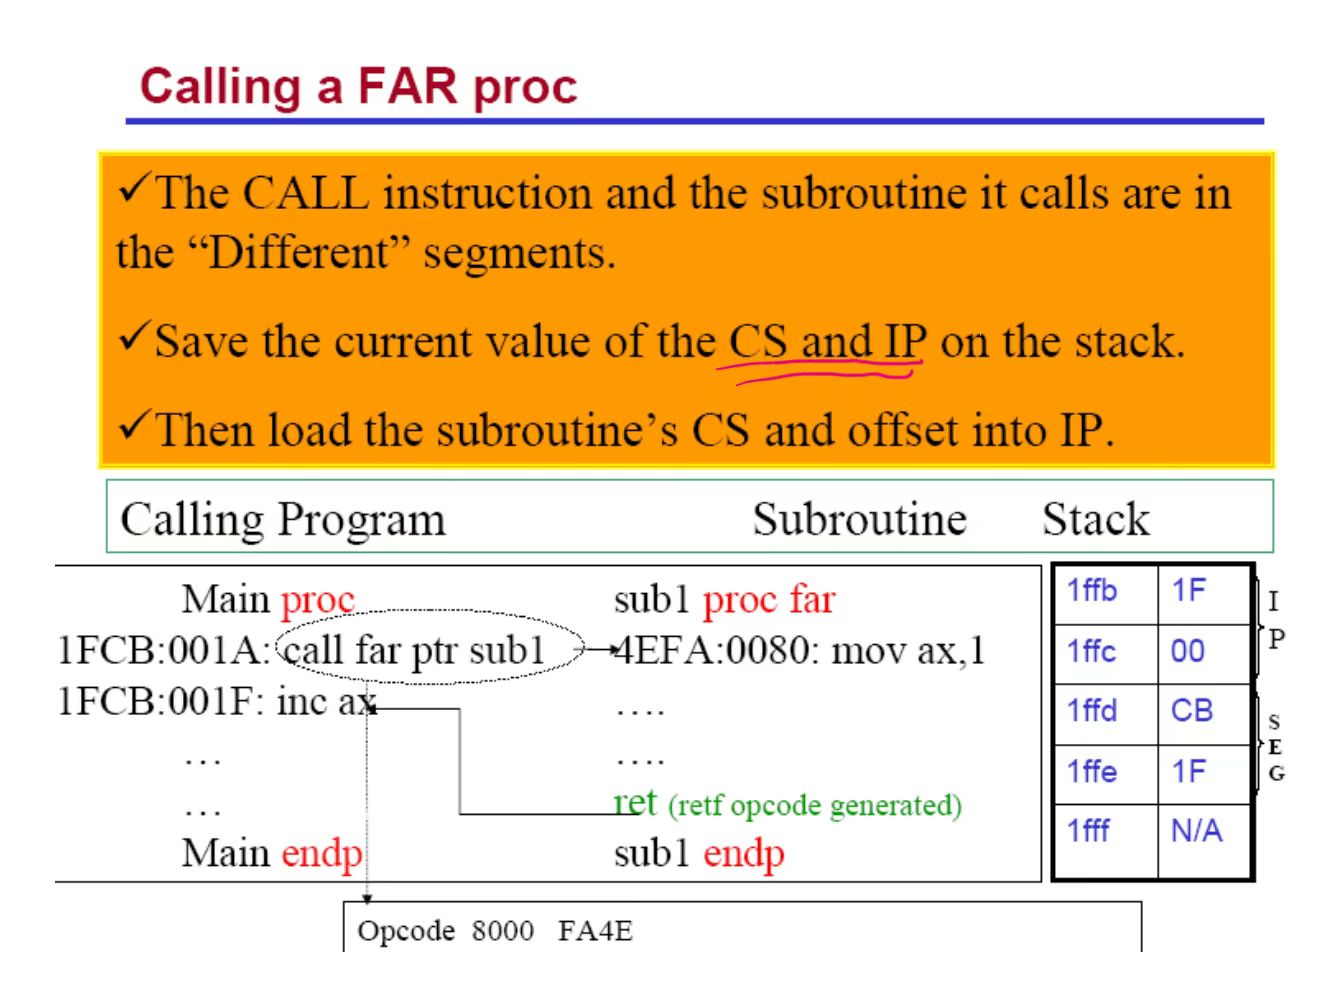 Calling a FAR proc
✓The CALL instruction and the subroutine it calls are in
the “Different” segments.
✓Save the current value of the CS and IP on the stack.
✓Then load the subroutine’s CS and offset into IP.
Calling Program Subroutine Stack
Main proc
1FCB:001A: call far ptr sub1
1FCB:001F: inc ax
…
…
Main endp
sub1 proc far
4EFA:0080: mov ax,1
….
….
ret (retf opcode generated)
sub1 endp
1ffb 1F
1ffc 00
1ffd CB
1ffe 1F
1fff N/A
I
P
S
E
G
Opcode 8000 FA4E